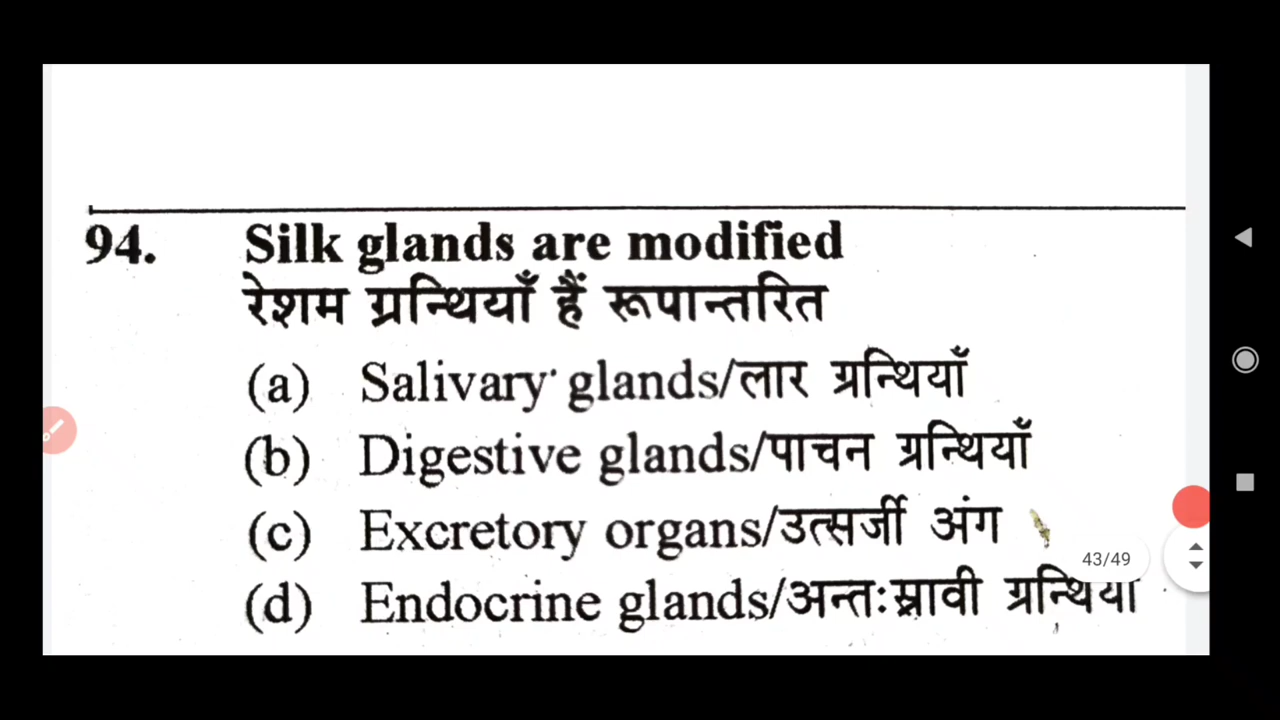 94. Silk glands are modified
रेशम ग्रन्थियाँ हैं रूपान्तरित
(a) Salivary glands/लार ग्रन्थियाँ
(b) Digestive glands/पाचन ग्रन्थियाँ
(c) Excretory organs/उत्सर्जी अंग
43/49
(d) Endocrine glands/अन्तःस्रावी ग्रन्थियाँ